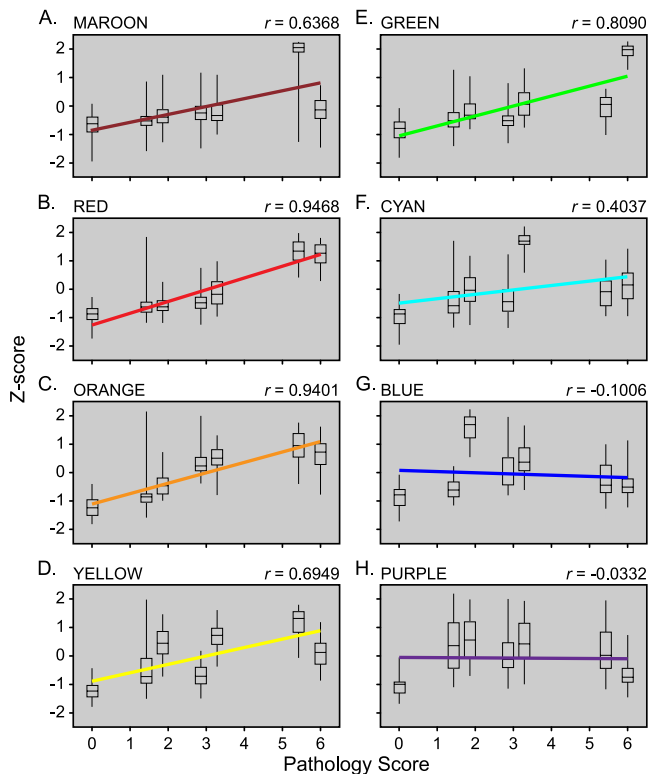 A. MAROON r = 0.6368
2
1
0
-1
-2
B. RED r = 0.9468
2
1
0
-1
-2
C. ORANGE r = 0.9401
2
1
0
-1
-2
D. YELLOW r = 0.6949
2
1
0
-1
-2
0 1 2 3 4 5 6
E. GREEN r = 0.8090
F. CYAN r = 0.4037
G. BLUE r = -0.1006
H. PURPLE r = -0.0332
0 1 2 3 4 5 6
Z-score
Pathology Score